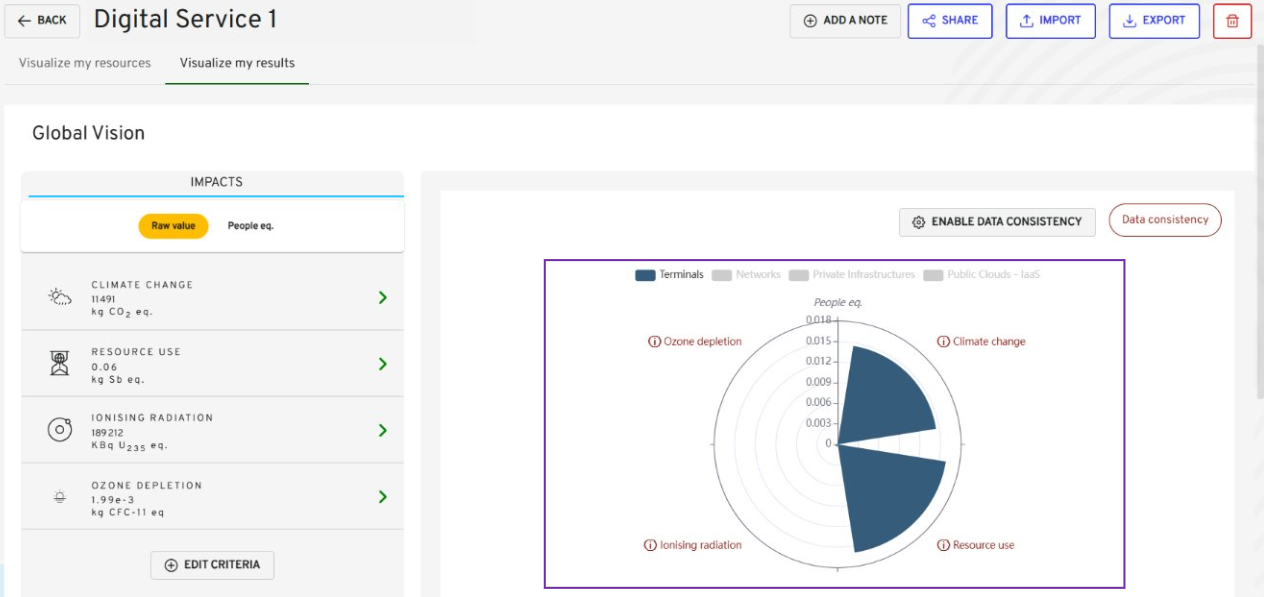 ← BACK
Digital Service 1
ADD A NOTE
SHARE
IMPORT
EXPORT
Visualize my resources
Visualize my results
Global Vision
IMPACTS
Raw value
People eq.
CLIMATE CHANGE
11491
kg CO₂ eq.
RESOURCE USE
0.06
kg Sb eq.
IONISING RADIATION
189212
KBq U₂₃₅ eq.
OZONE DEPLETION
1.99e-3
kg CFC-11 eq
EDIT CRITERIA
ENABLE DATA CONSISTENCY
Data consistency
Terminals
Networks
Private Infrastructures
Public Clouds - IaaS
People eq.
0.018
0.015
0.012
0.009
0.006
0.003
0
Ozone depletion
Climate change
Ionising radiation
Resource use